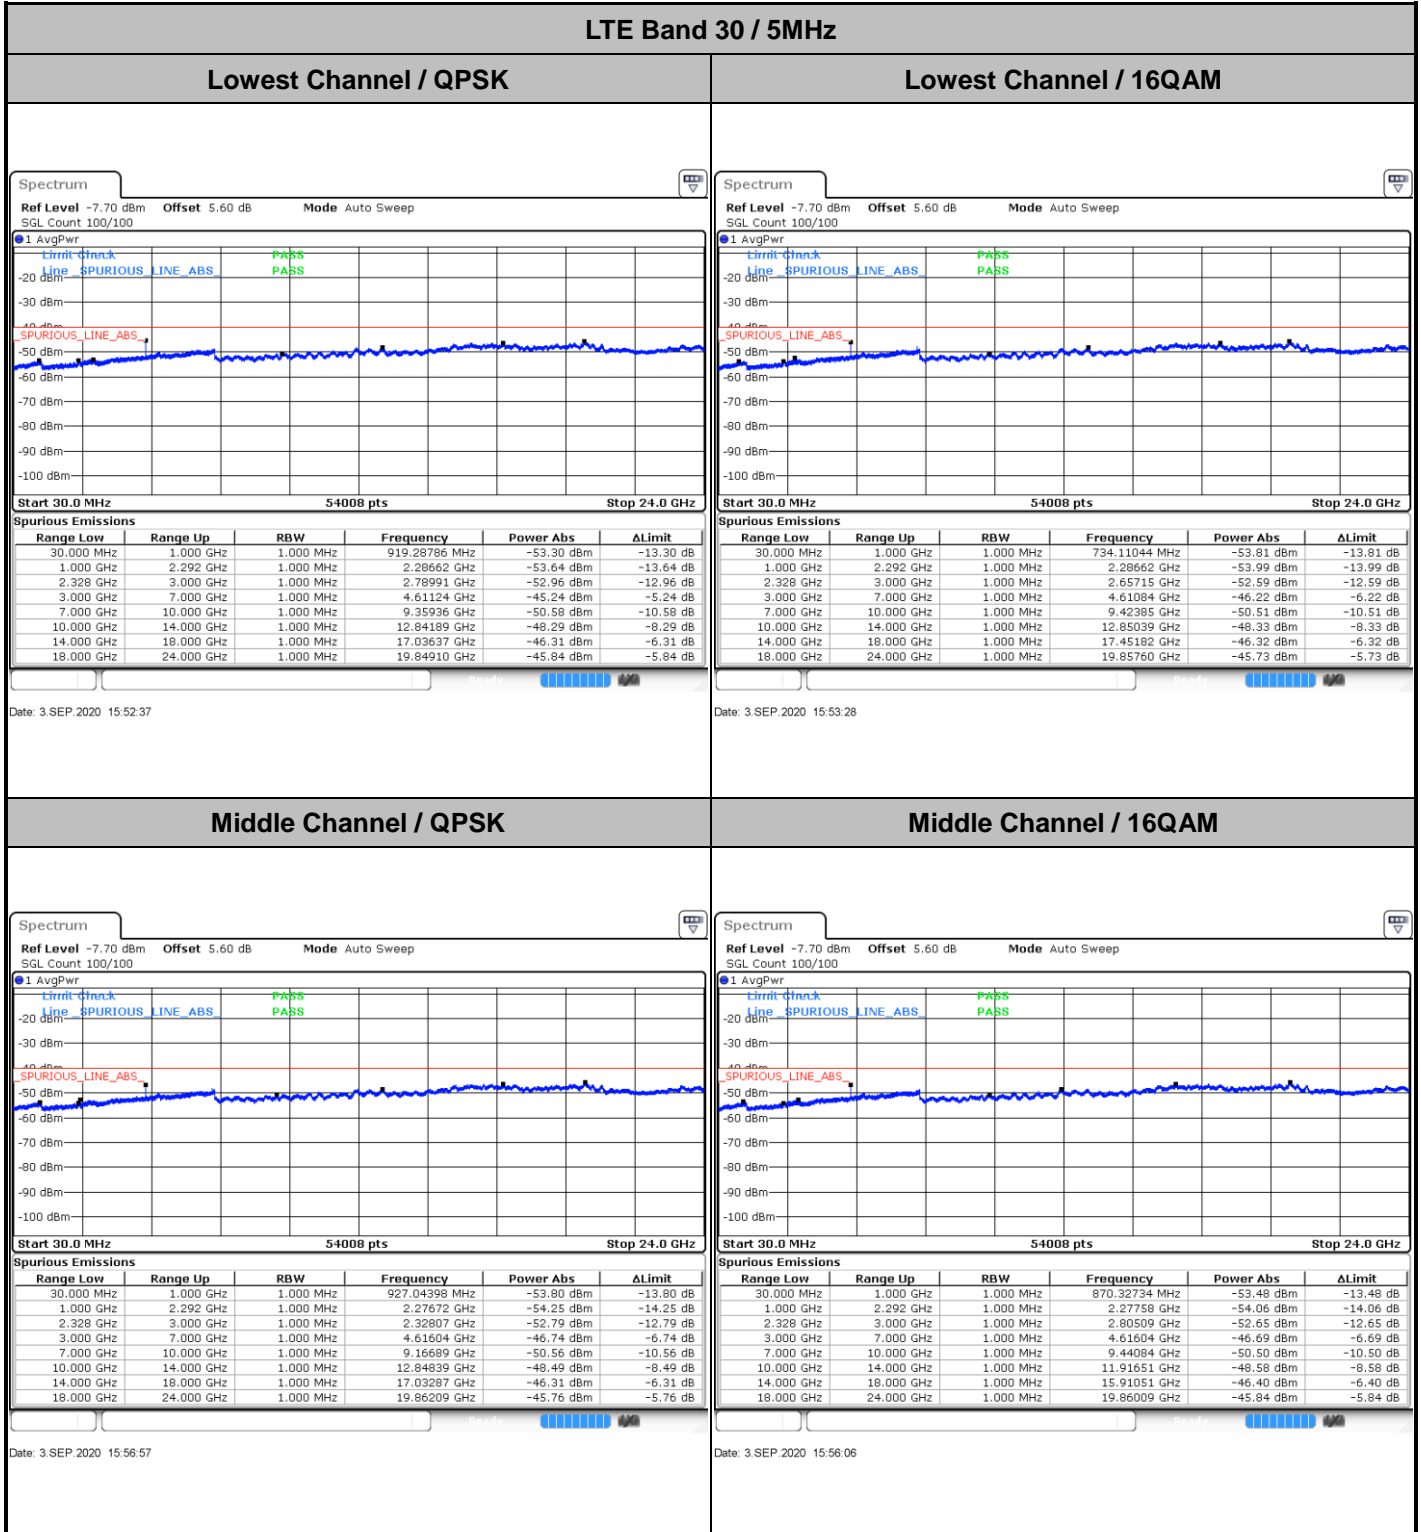 LTE Band 30 / 5MHz
Lowest Channel / QPSK
Lowest Channel / 16QAM
Spectrum
Ref Level -7.70 dBm Offset 5.60 dB Mode Auto Sweep
SGL Count 100/100
1 AvgPwr
Limit Check PASS
Line _SPURIOUS_LINE_ABS_ PASS
-20 dBm
-30 dBm
-40 dBm
_SPURIOUS_LINE_ABS_
-50 dBm
-60 dBm
-70 dBm
-80 dBm
-90 dBm
-100 dBm
Start 30.0 MHz 54008 pts Stop 24.0 GHz
Spurious Emissions
Range Low Range Up RBW Frequency Power Abs ΔLimit
30.000 MHz 1.000 GHz 1.000 MHz 919.28786 MHz -53.30 dBm -13.30 dB
1.000 GHz 2.292 GHz 1.000 MHz 2.28662 GHz -53.64 dBm -13.64 dB
2.328 GHz 3.000 GHz 1.000 MHz 2.78991 GHz -52.96 dBm -12.96 dB
3.000 GHz 7.000 GHz 1.000 MHz 4.61124 GHz -45.24 dBm -5.24 dB
7.000 GHz 10.000 GHz 1.000 MHz 9.35936 GHz -50.58 dBm -10.58 dB
10.000 GHz 14.000 GHz 1.000 MHz 12.84189 GHz -48.29 dBm -8.29 dB
14.000 GHz 18.000 GHz 1.000 MHz 17.03637 GHz -46.31 dBm -6.31 dB
18.000 GHz 24.000 GHz 1.000 MHz 19.84910 GHz -45.84 dBm -5.84 dB
Ready
Date: 3.SEP.2020 15:52:37
Spectrum
Ref Level -7.70 dBm Offset 5.60 dB Mode Auto Sweep
SGL Count 100/100
1 AvgPwr
Limit Check PASS
Line _SPURIOUS_LINE_ABS_ PASS
-20 dBm
-30 dBm
-40 dBm
_SPURIOUS_LINE_ABS_
-50 dBm
-60 dBm
-70 dBm
-80 dBm
-90 dBm
-100 dBm
Start 30.0 MHz 54008 pts Stop 24.0 GHz
Spurious Emissions
Range Low Range Up RBW Frequency Power Abs ΔLimit
30.000 MHz 1.000 GHz 1.000 MHz 734.11044 MHz -53.81 dBm -13.81 dB
1.000 GHz 2.292 GHz 1.000 MHz 2.28662 GHz -53.99 dBm -13.99 dB
2.328 GHz 3.000 GHz 1.000 MHz 2.65715 GHz -52.59 dBm -12.59 dB
3.000 GHz 7.000 GHz 1.000 MHz 4.61084 GHz -46.22 dBm -6.22 dB
7.000 GHz 10.000 GHz 1.000 MHz 9.42385 GHz -50.51 dBm -10.51 dB
10.000 GHz 14.000 GHz 1.000 MHz 12.85039 GHz -48.33 dBm -8.33 dB
14.000 GHz 18.000 GHz 1.000 MHz 17.45182 GHz -46.32 dBm -6.32 dB
18.000 GHz 24.000 GHz 1.000 MHz 19.85760 GHz -45.73 dBm -5.73 dB
Ready
Date: 3.SEP.2020 15:53:28
Middle Channel / QPSK
Middle Channel / 16QAM
Spectrum
Ref Level -7.70 dBm Offset 5.60 dB Mode Auto Sweep
SGL Count 100/100
1 AvgPwr
Limit Check PASS
Line _SPURIOUS_LINE_ABS_ PASS
-20 dBm
-30 dBm
-40 dBm
_SPURIOUS_LINE_ABS_
-50 dBm
-60 dBm
-70 dBm
-80 dBm
-90 dBm
-100 dBm
Start 30.0 MHz 54008 pts Stop 24.0 GHz
Spurious Emissions
Range Low Range Up RBW Frequency Power Abs ΔLimit
30.000 MHz 1.000 GHz 1.000 MHz 927.04398 MHz -53.80 dBm -13.80 dB
1.000 GHz 2.292 GHz 1.000 MHz 2.27672 GHz -54.25 dBm -14.25 dB
2.328 GHz 3.000 GHz 1.000 MHz 2.32807 GHz -52.79 dBm -12.79 dB
3.000 GHz 7.000 GHz 1.000 MHz 4.61604 GHz -46.74 dBm -6.74 dB
7.000 GHz 10.000 GHz 1.000 MHz 9.16689 GHz -50.56 dBm -10.56 dB
10.000 GHz 14.000 GHz 1.000 MHz 12.84839 GHz -48.49 dBm -8.49 dB
14.000 GHz 18.000 GHz 1.000 MHz 17.03287 GHz -46.31 dBm -6.31 dB
18.000 GHz 24.000 GHz 1.000 MHz 19.86209 GHz -45.76 dBm -5.76 dB
Ready
Date: 3.SEP.2020 15:56:57
Spectrum
Ref Level -7.70 dBm Offset 5.60 dB Mode Auto Sweep
SGL Count 100/100
1 AvgPwr
Limit Check PASS
Line _SPURIOUS_LINE_ABS_ PASS
-20 dBm
-30 dBm
-40 dBm
_SPURIOUS_LINE_ABS_
-50 dBm
-60 dBm
-70 dBm
-80 dBm
-90 dBm
-100 dBm
Start 30.0 MHz 54008 pts Stop 24.0 GHz
Spurious Emissions
Range Low Range Up RBW Frequency Power Abs ΔLimit
30.000 MHz 1.000 GHz 1.000 MHz 870.32734 MHz -53.48 dBm -13.48 dB
1.000 GHz 2.292 GHz 1.000 MHz 2.27758 GHz -54.06 dBm -14.06 dB
2.328 GHz 3.000 GHz 1.000 MHz 2.80509 GHz -52.65 dBm -12.65 dB
3.000 GHz 7.000 GHz 1.000 MHz 4.61604 GHz -46.69 dBm -6.69 dB
7.000 GHz 10.000 GHz 1.000 MHz 9.44084 GHz -50.50 dBm -10.50 dB
10.000 GHz 14.000 GHz 1.000 MHz 11.91651 GHz -48.58 dBm -8.58 dB
14.000 GHz 18.000 GHz 1.000 MHz 15.91051 GHz -46.40 dBm -6.40 dB
18.000 GHz 24.000 GHz 1.000 MHz 19.86009 GHz -45.84 dBm -5.84 dB
Ready
Date: 3.SEP.2020 15:56:06